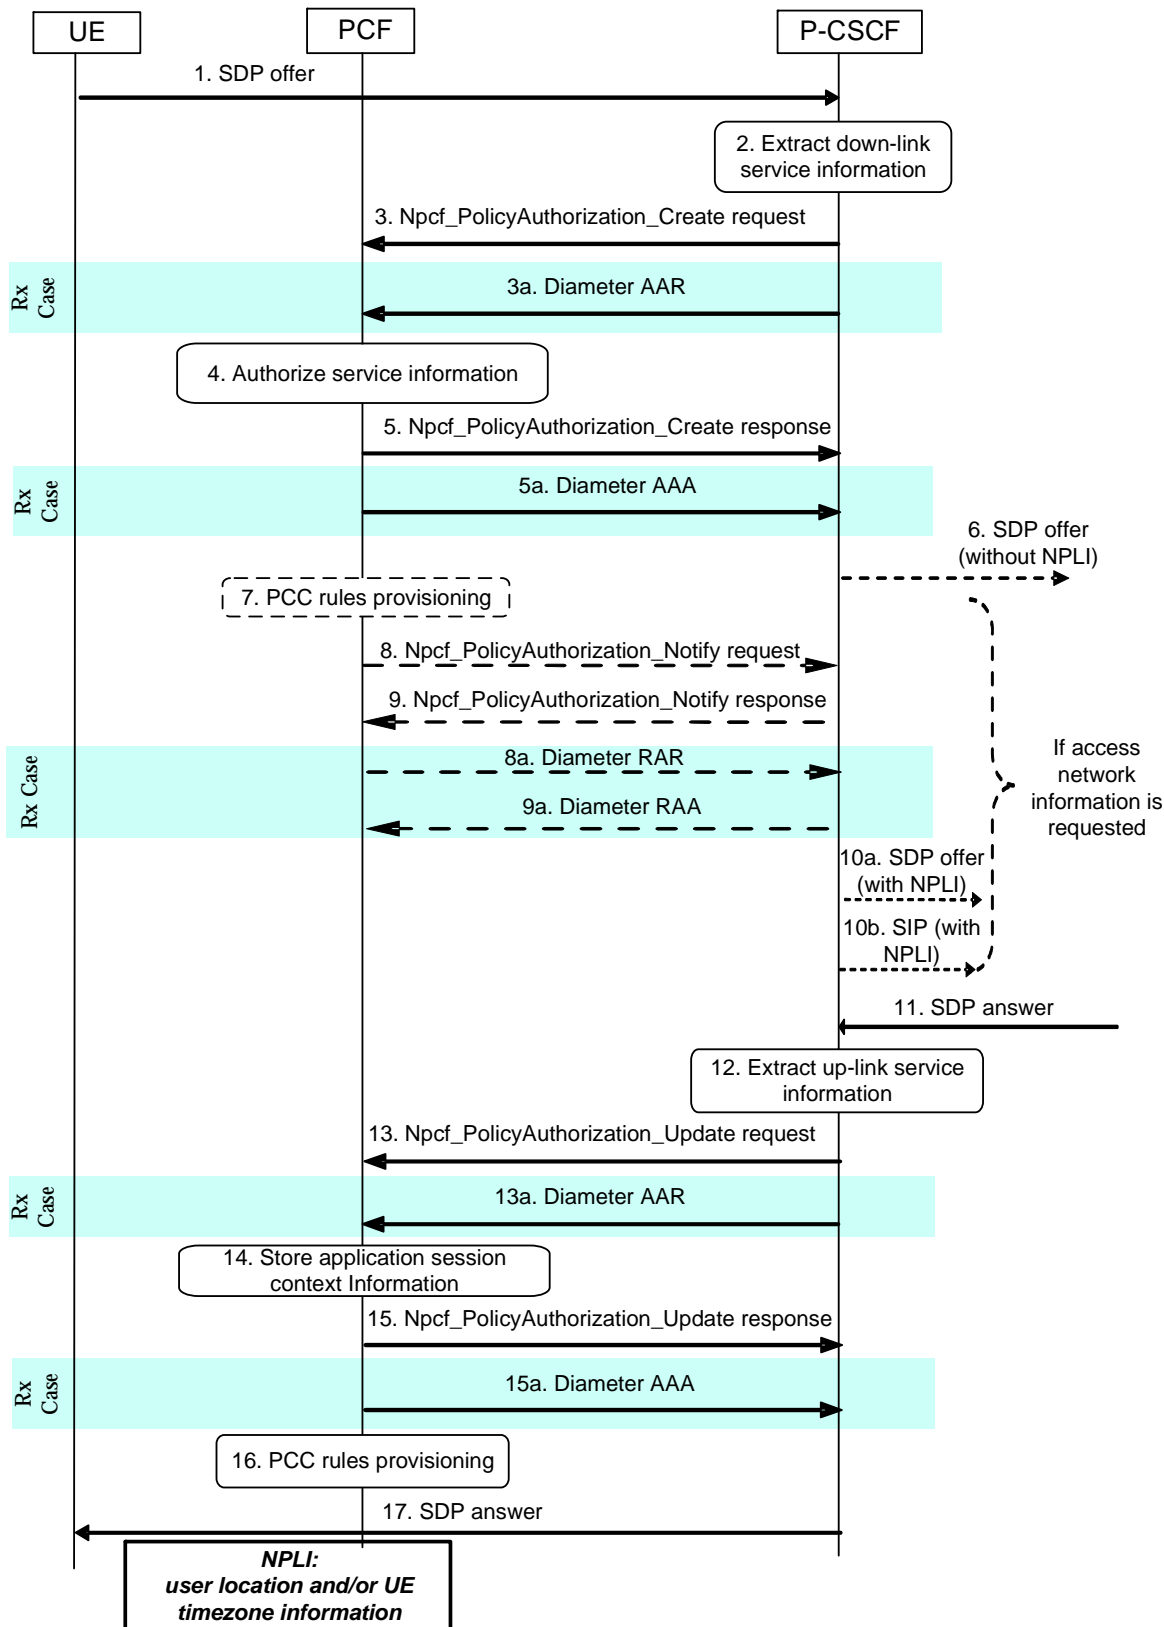 UE
PCF
P-CSCF
1. SDP offer
2. Extract down-link
service information
3. Npcf_PolicyAuthorization_Create request
Rx
Case
3a. Diameter AAR
4. Authorize service information
5. Npcf_PolicyAuthorization_Create response
Rx
Case
5a. Diameter AAA
6. SDP offer
(without NPLI)
7. PCC rules provisioning
8. Npcf_PolicyAuthorization_Notify request
9. Npcf_PolicyAuthorization_Notify response
Rx Case
8a. Diameter RAR
9a. Diameter RAA
If access
network
information is
requested
10a. SDP offer
(with NPLI)
10b. SIP (with
NPLI)
11. SDP answer
12. Extract up-link service
information
13. Npcf_PolicyAuthorization_Update request
Rx
Case
13a. Diameter AAR
14. Store application session
context Information
15. Npcf_PolicyAuthorization_Update response
Rx
Case
15a. Diameter AAA
16. PCC rules provisioning
17. SDP answer
NPLI:
user location and/or UE
timezone information